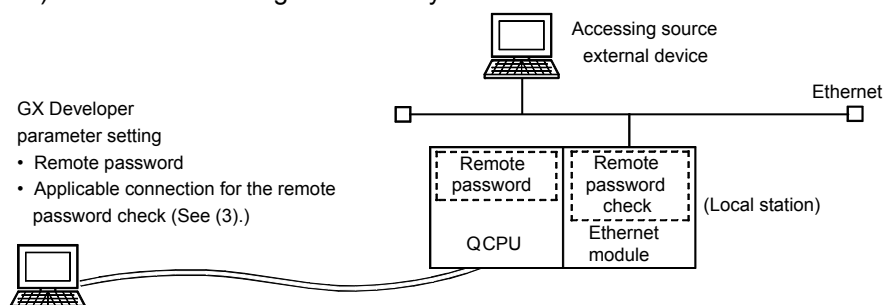 Accessing source
external device
Ethernet
GX Developer
parameter setting
• Remote password
• Applicable connection for the remote
password check (See (3).)
Remote
password
Remote
password
check
(Local station)
QCPU
Ethernet
module